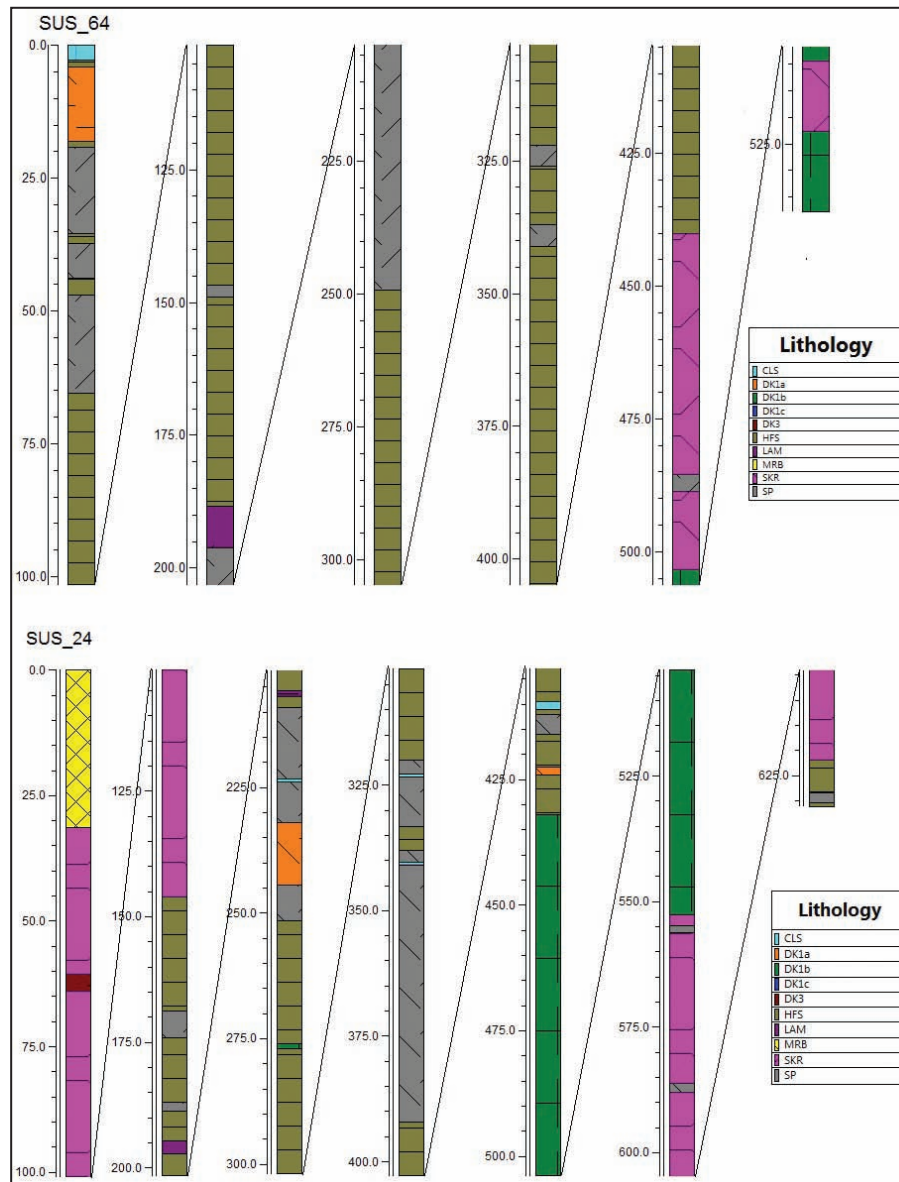 SUS_64
0.0
25.0
50.0
75.0
100.0
125.0
150.0
175.0
200.0
225.0
250.0
275.0
300.0
325.0
350.0
375.0
400.0
425.0
450.0
475.0
500.0
525.0
Lithology
CLS
DK1a
DK1b
DK1c
DK3
HFS
LAM
MRB
SKR
SP
SUS_24
0.0
25.0
50.0
75.0
100.0
125.0
150.0
175.0
200.0
225.0
250.0
275.0
300.0
325.0
350.0
375.0
400.0
425.0
450.0
475.0
500.0
525.0
550.0
575.0
600.0
625.0
Lithology
CLS
DK1a
DK1b
DK1c
DK3
HFS
LAM
MRB
SKR
SP